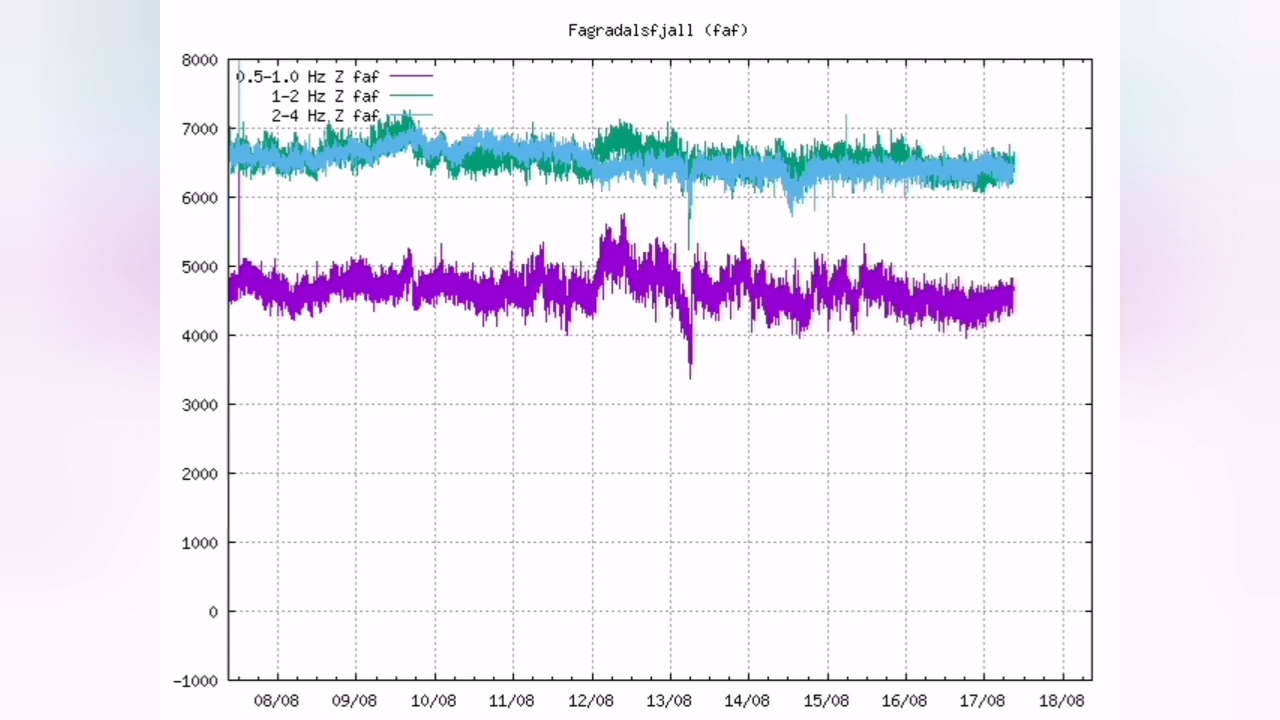 Fagradalsfjall (faf)
8000
0.5-1.0 Hz Z faf
1-2 Hz Z faf
2-4 Hz Z faf
7000
6000
5000
4000
3000
2000
1000
0
-1000
08/08 09/08 10/08 11/08 12/08 13/08 14/08 15/08 16/08 17/08 18/08